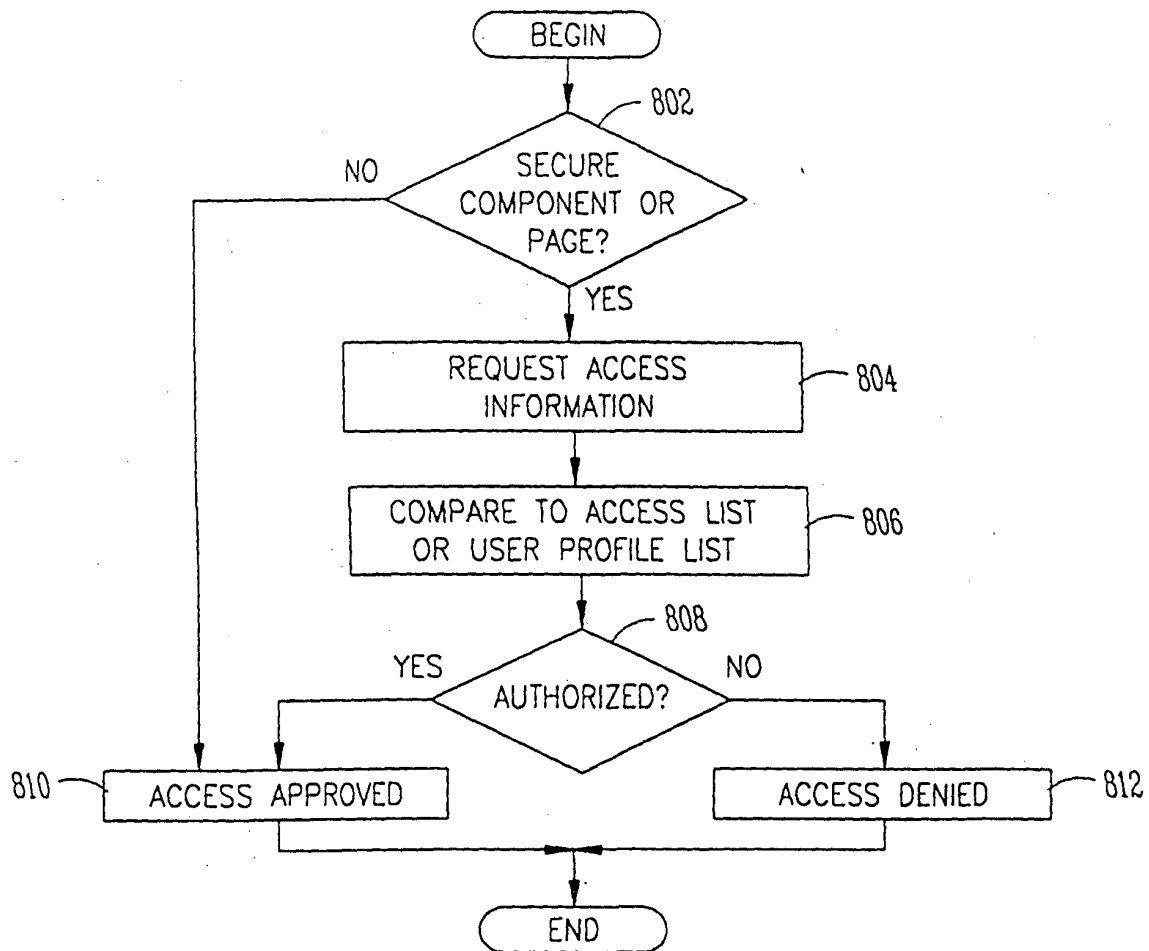 BEGIN
802
SECURE
COMPONENT OR
PAGE?
NO
YES
REQUEST ACCESS
INFORMATION
804
COMPARE TO ACCESS LIST
OR USER PROFILE LIST
806
808
YES
AUTHORIZED?
NO
810
ACCESS APPROVED
ACCESS DENIED
812
END